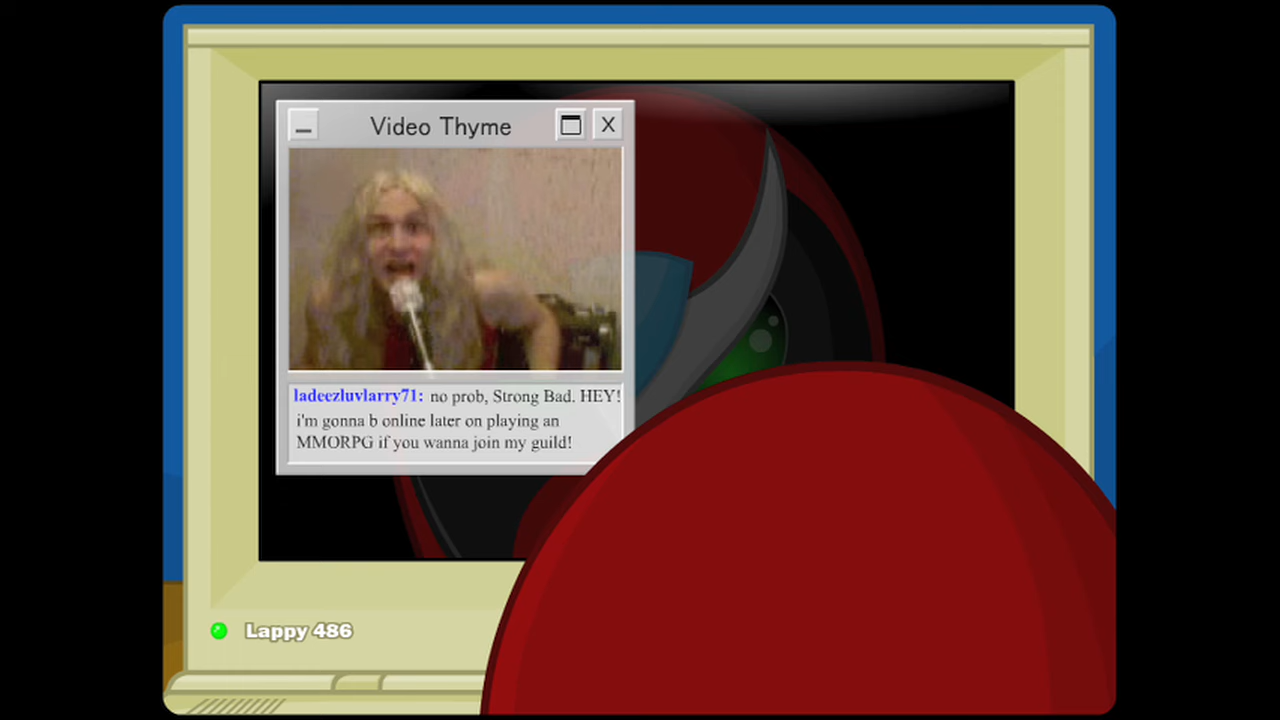 Video Thyme
X
ladeezluvlarry71: no prob, Strong Bad. HEY!
i'm gonna b online later on playing an
MMORPG if you wanna join my guild!
Lappy 486